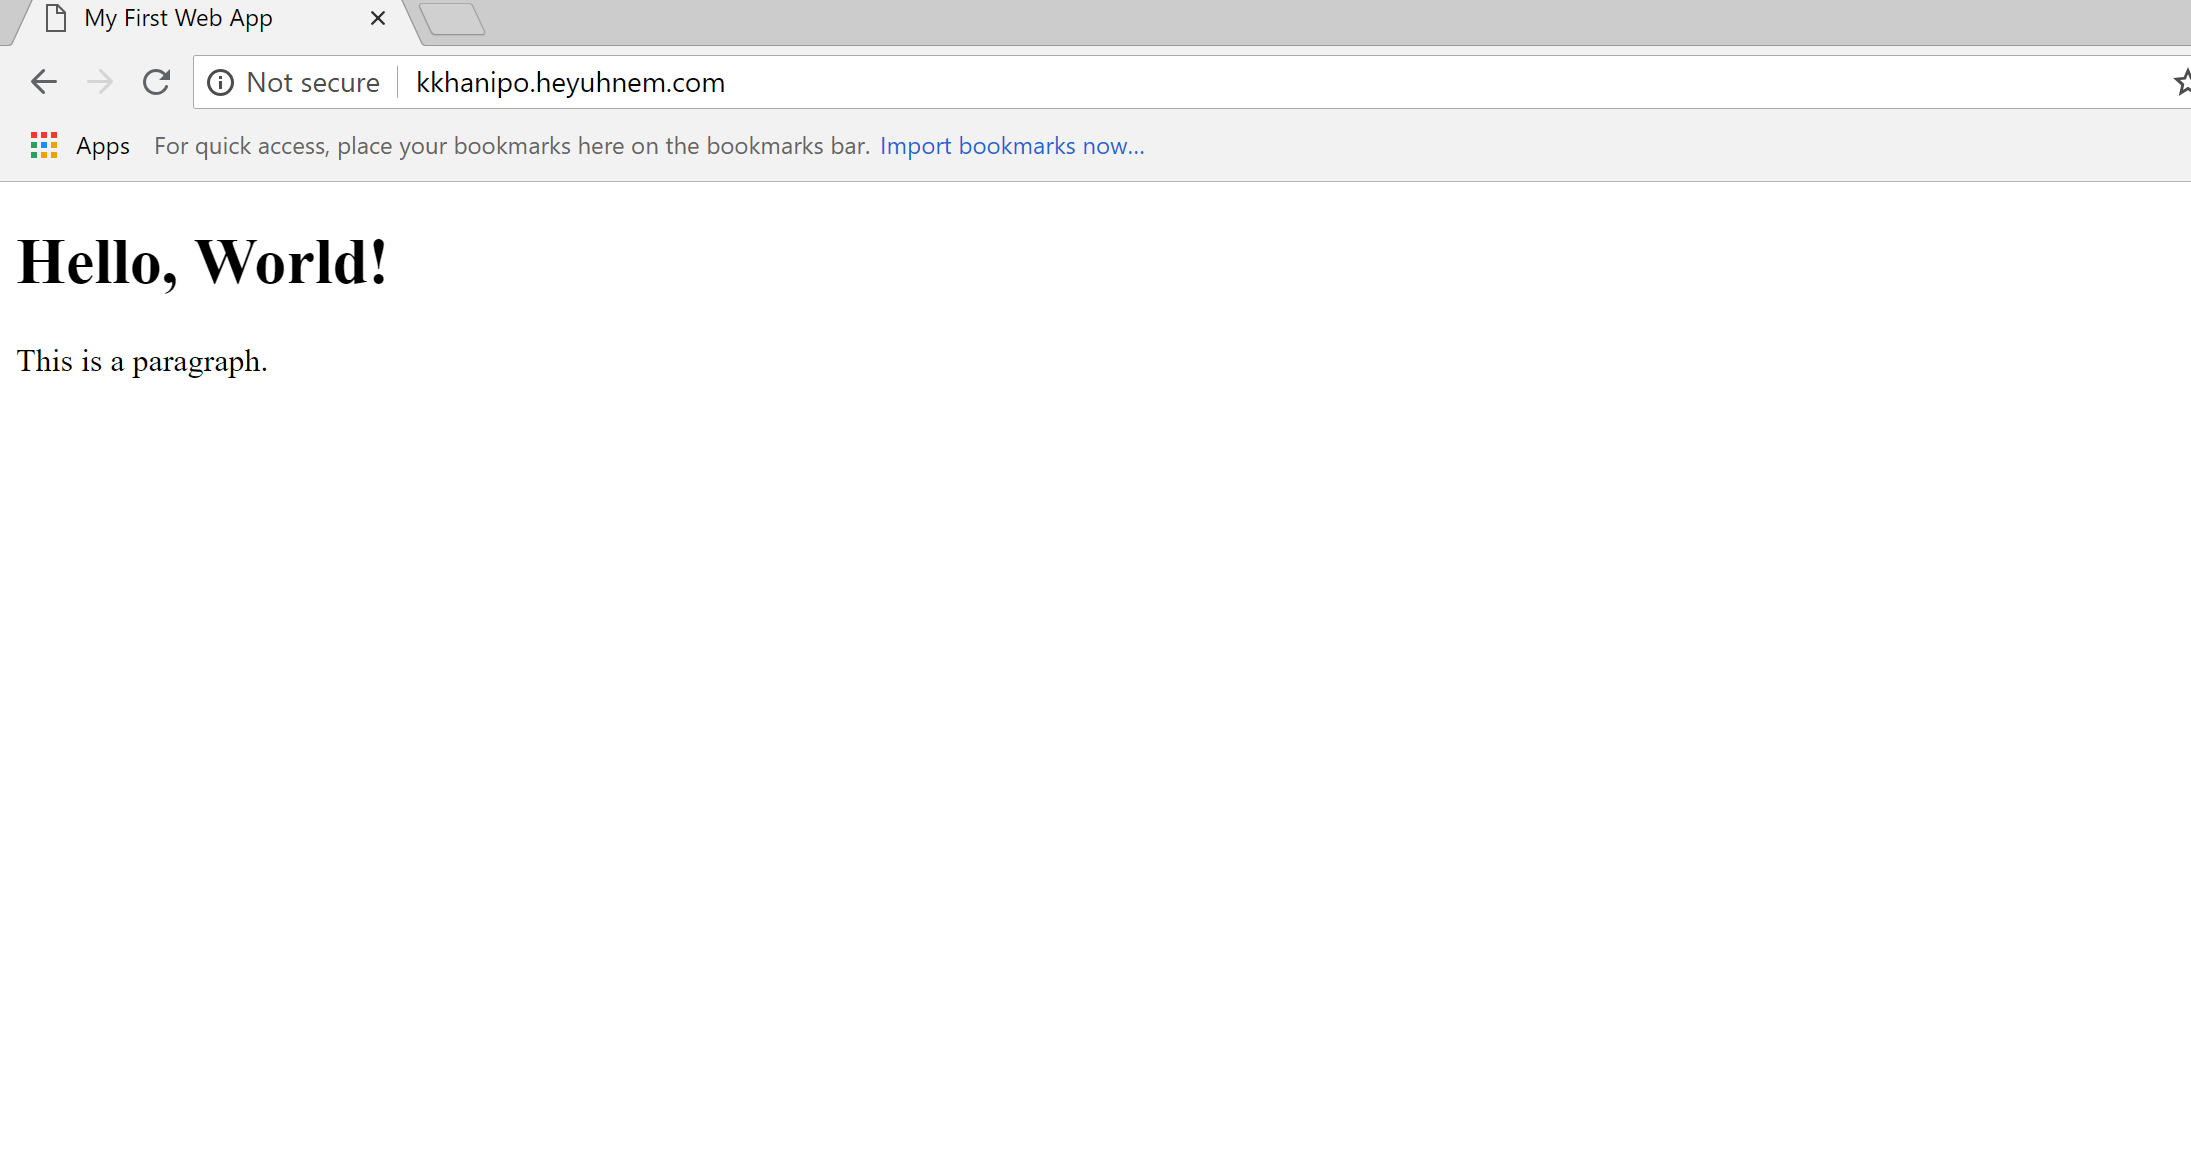 My First Web App
Not secure kkhanipo.heyuhnem.com
Apps For quick access, place your bookmarks here on the bookmarks bar. Import bookmarks now...
Hello, World!
This is a paragraph.